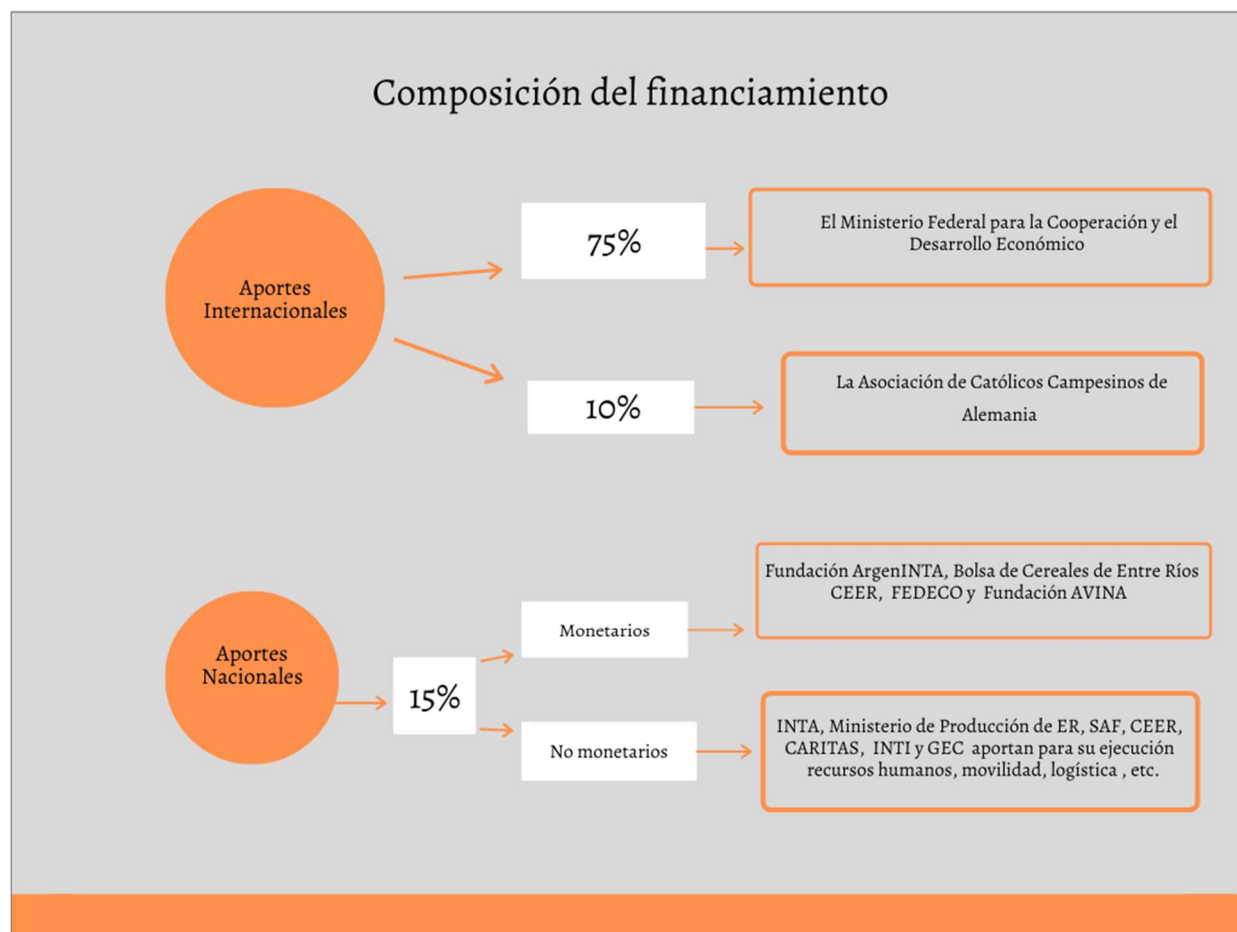 Composición del financiamiento
Aportes
Internacionales
75%
El Ministerio Federal para la Cooperación y el
Desarrollo Económico
10%
La Asociación de Católicos Campesinos de
Alemania
Aportes
Nacionales
15%
Monetarios
Fundación ArgenINTA, Bolsa de Cereales de Entre Ríos
CEER, FEDECO y Fundación AVINA
No monetarios
INTA, Ministerio de Producción de ER, SAF, CEER,
CARITAS, INTI y GEC aportan para su ejecución
recursos humanos, movilidad, logística , etc.